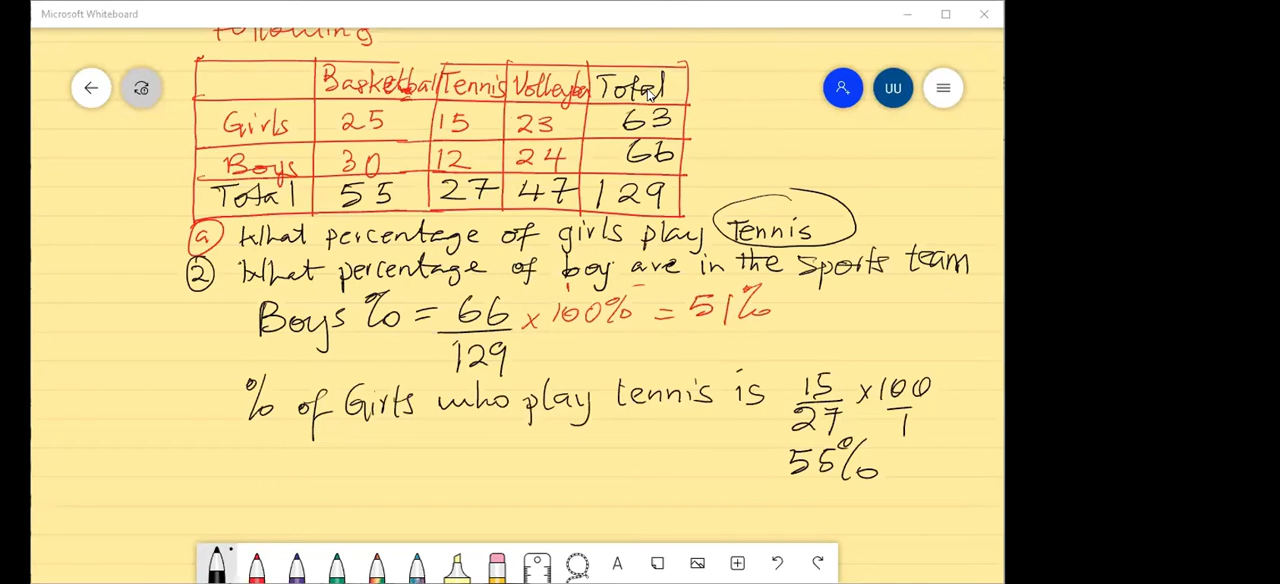 Microsoft Whiteboard
following
Basketball Tennis Volleyba Total
Girls 25 15 23 63
Boys 30 12 24 66
Total 55 27 47 129
a What percentage of girls play Tennis
2 What percentage of boy are in the sports team
Boys % = 66/129 × 100% = 51%
% of Girls who play tennis is 15/27 × 100/1
55%
UU
A